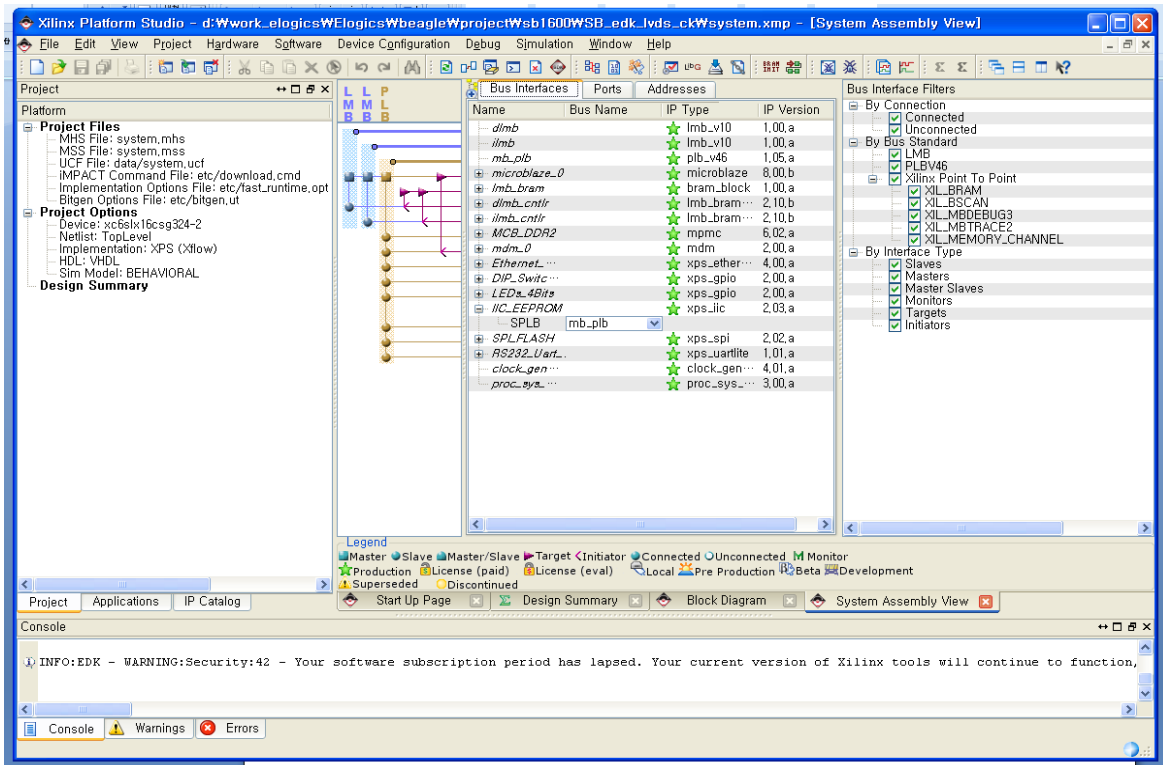 Xilinx Platform Studio - d:₩work_elogics₩Elogics₩beagle₩project₩sb1600₩SB_edk_lvds_ck₩system.xmp - [System Assembly View]
File Edit View Project Hardware Software Device Configuration Debug Simulation Window Help
Project
Platform
Project Files
MHS File: system.mhs
MSS File: system.mss
UCF File: data/system.ucf
iMPACT Command File: etc/download.cmd
Implementation Options File: etc/fast_runtime.opt
Bitgen Options File: etc/bitgen.ut
Project Options
Device: xc6slx16csg324-2
Netlist: TopLevel
Implementation: XPS (Xflow)
HDL: VHDL
Sim Model: BEHAVIORAL
Design Summary
Project Applications IP Catalog
L L P
M M L
B B B
Bus Interfaces Ports Addresses
Name Bus Name IP Type IP Version
dlmb lmb_v10 1.00.a
ilmb lmb_v10 1.00.a
mb_plb plb_v46 1.05.a
microblaze_0 microblaze 8.00.b
lmb_bram bram_block 1.00.a
dlmb_cntlr lmb_bram··· 2.10.b
ilmb_cntlr lmb_bram··· 2.10.b
MCB_DDR2 mpmc 6.02.a
mdm_0 mdm 2.00.a
Ethernet_··· xps_ether··· 4.00.a
DIP_Switc··· xps_gpio 2.00.a
LEDs_4Bits xps_gpio 2.00.a
IIC_EEPROM xps_iic 2.03.a
SPLB mb_plb
SPI_FLASH xps_spi 2.02.a
RS232_Uart_. xps_uartlite 1.01.a
clock_gen··· clock_gen··· 4.01.a
proc_sys_··· proc_sys_··· 3.00.a
Bus Interface Filters
By Connection
Connected
Unconnected
By Bus Standard
LMB
PLBV46
Xilinx Point To Point
XIL_BRAM
XIL_BSCAN
XIL_MBDEBUG3
XIL_MBTRACE2
XIL_MEMORY_CHANNEL
By Interface Type
Slaves
Masters
Master Slaves
Monitors
Targets
Initiators
Legend
Master Slave Master/Slave Target Initiator Connected Unconnected M Monitor
Production License (paid) License (eval) Local Pre Production Beta Development
Superseded Discontinued
Start Up Page Design Summary Block Diagram System Assembly View
Console
INFO:EDK - WARNING:Security:42 - Your software subscription period has lapsed. Your current version of Xilinx tools will continue to function,
Console Warnings Errors